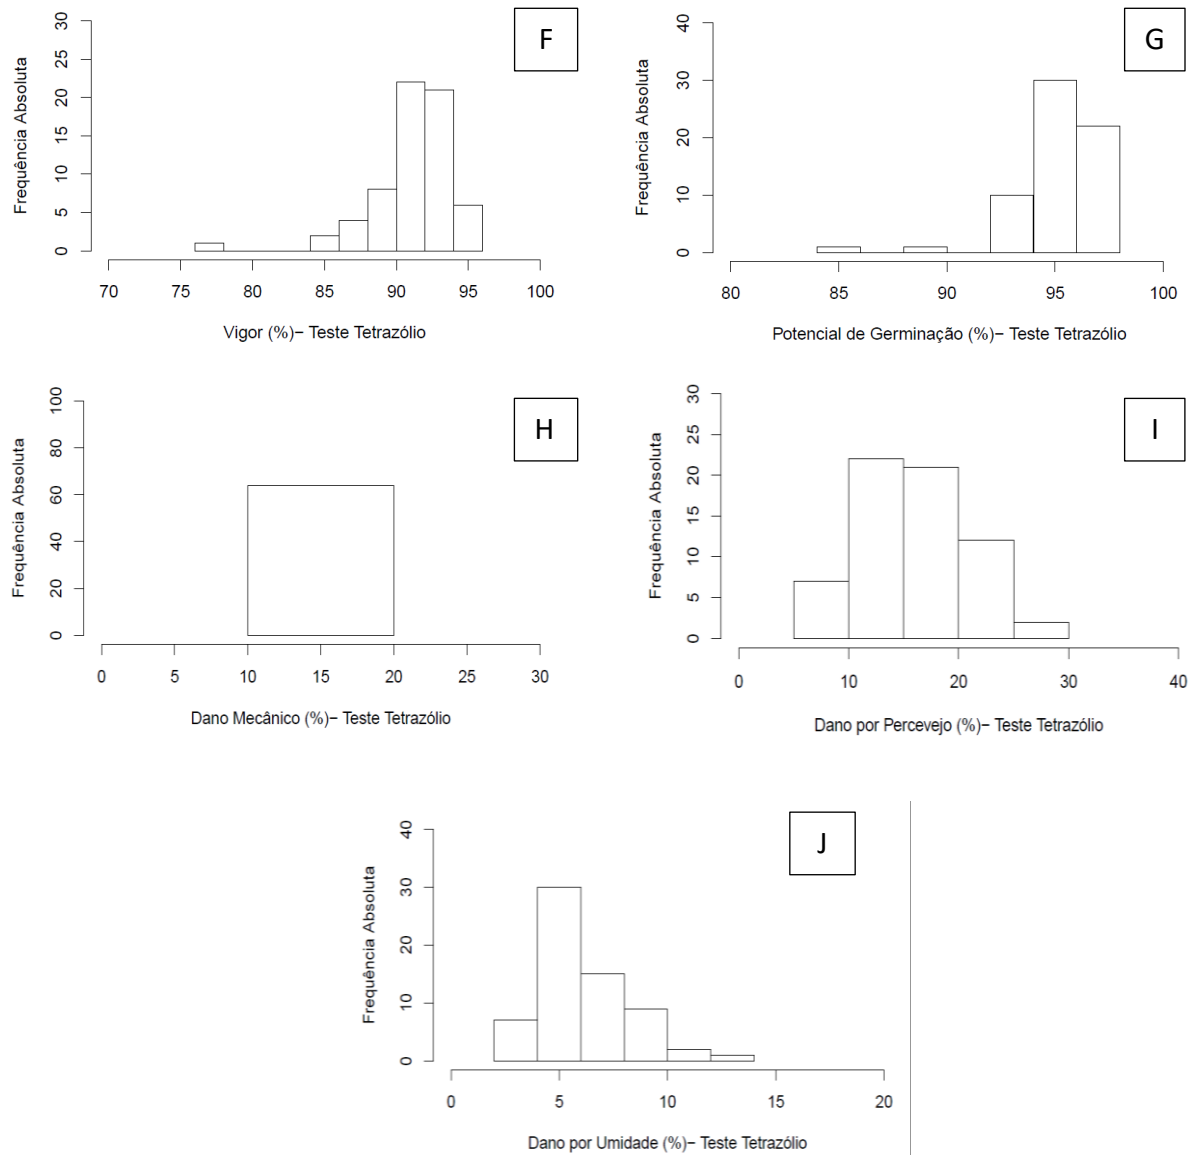 F
Frequência Absoluta
30
25
20
15
10
5
0
70 75 80 85 90 95 100
Vigor (%)− Teste Tetrazólio
G
Frequência Absoluta
40
30
20
10
0
80 85 90 95 100
Potencial de Germinação (%)− Teste Tetrazólio
H
Frequência Absoluta
100
80
60
40
20
0
0 5 10 15 20 25 30
Dano Mecânico (%)− Teste Tetrazólio
I
Frequência Absoluta
30
25
20
15
10
5
0
0 10 20 30 40
Dano por Percevejo (%)− Teste Tetrazólio
J
Frequência Absoluta
40
30
20
10
0
0 5 10 15 20
Dano por Umidade (%)− Teste Tetrazólio